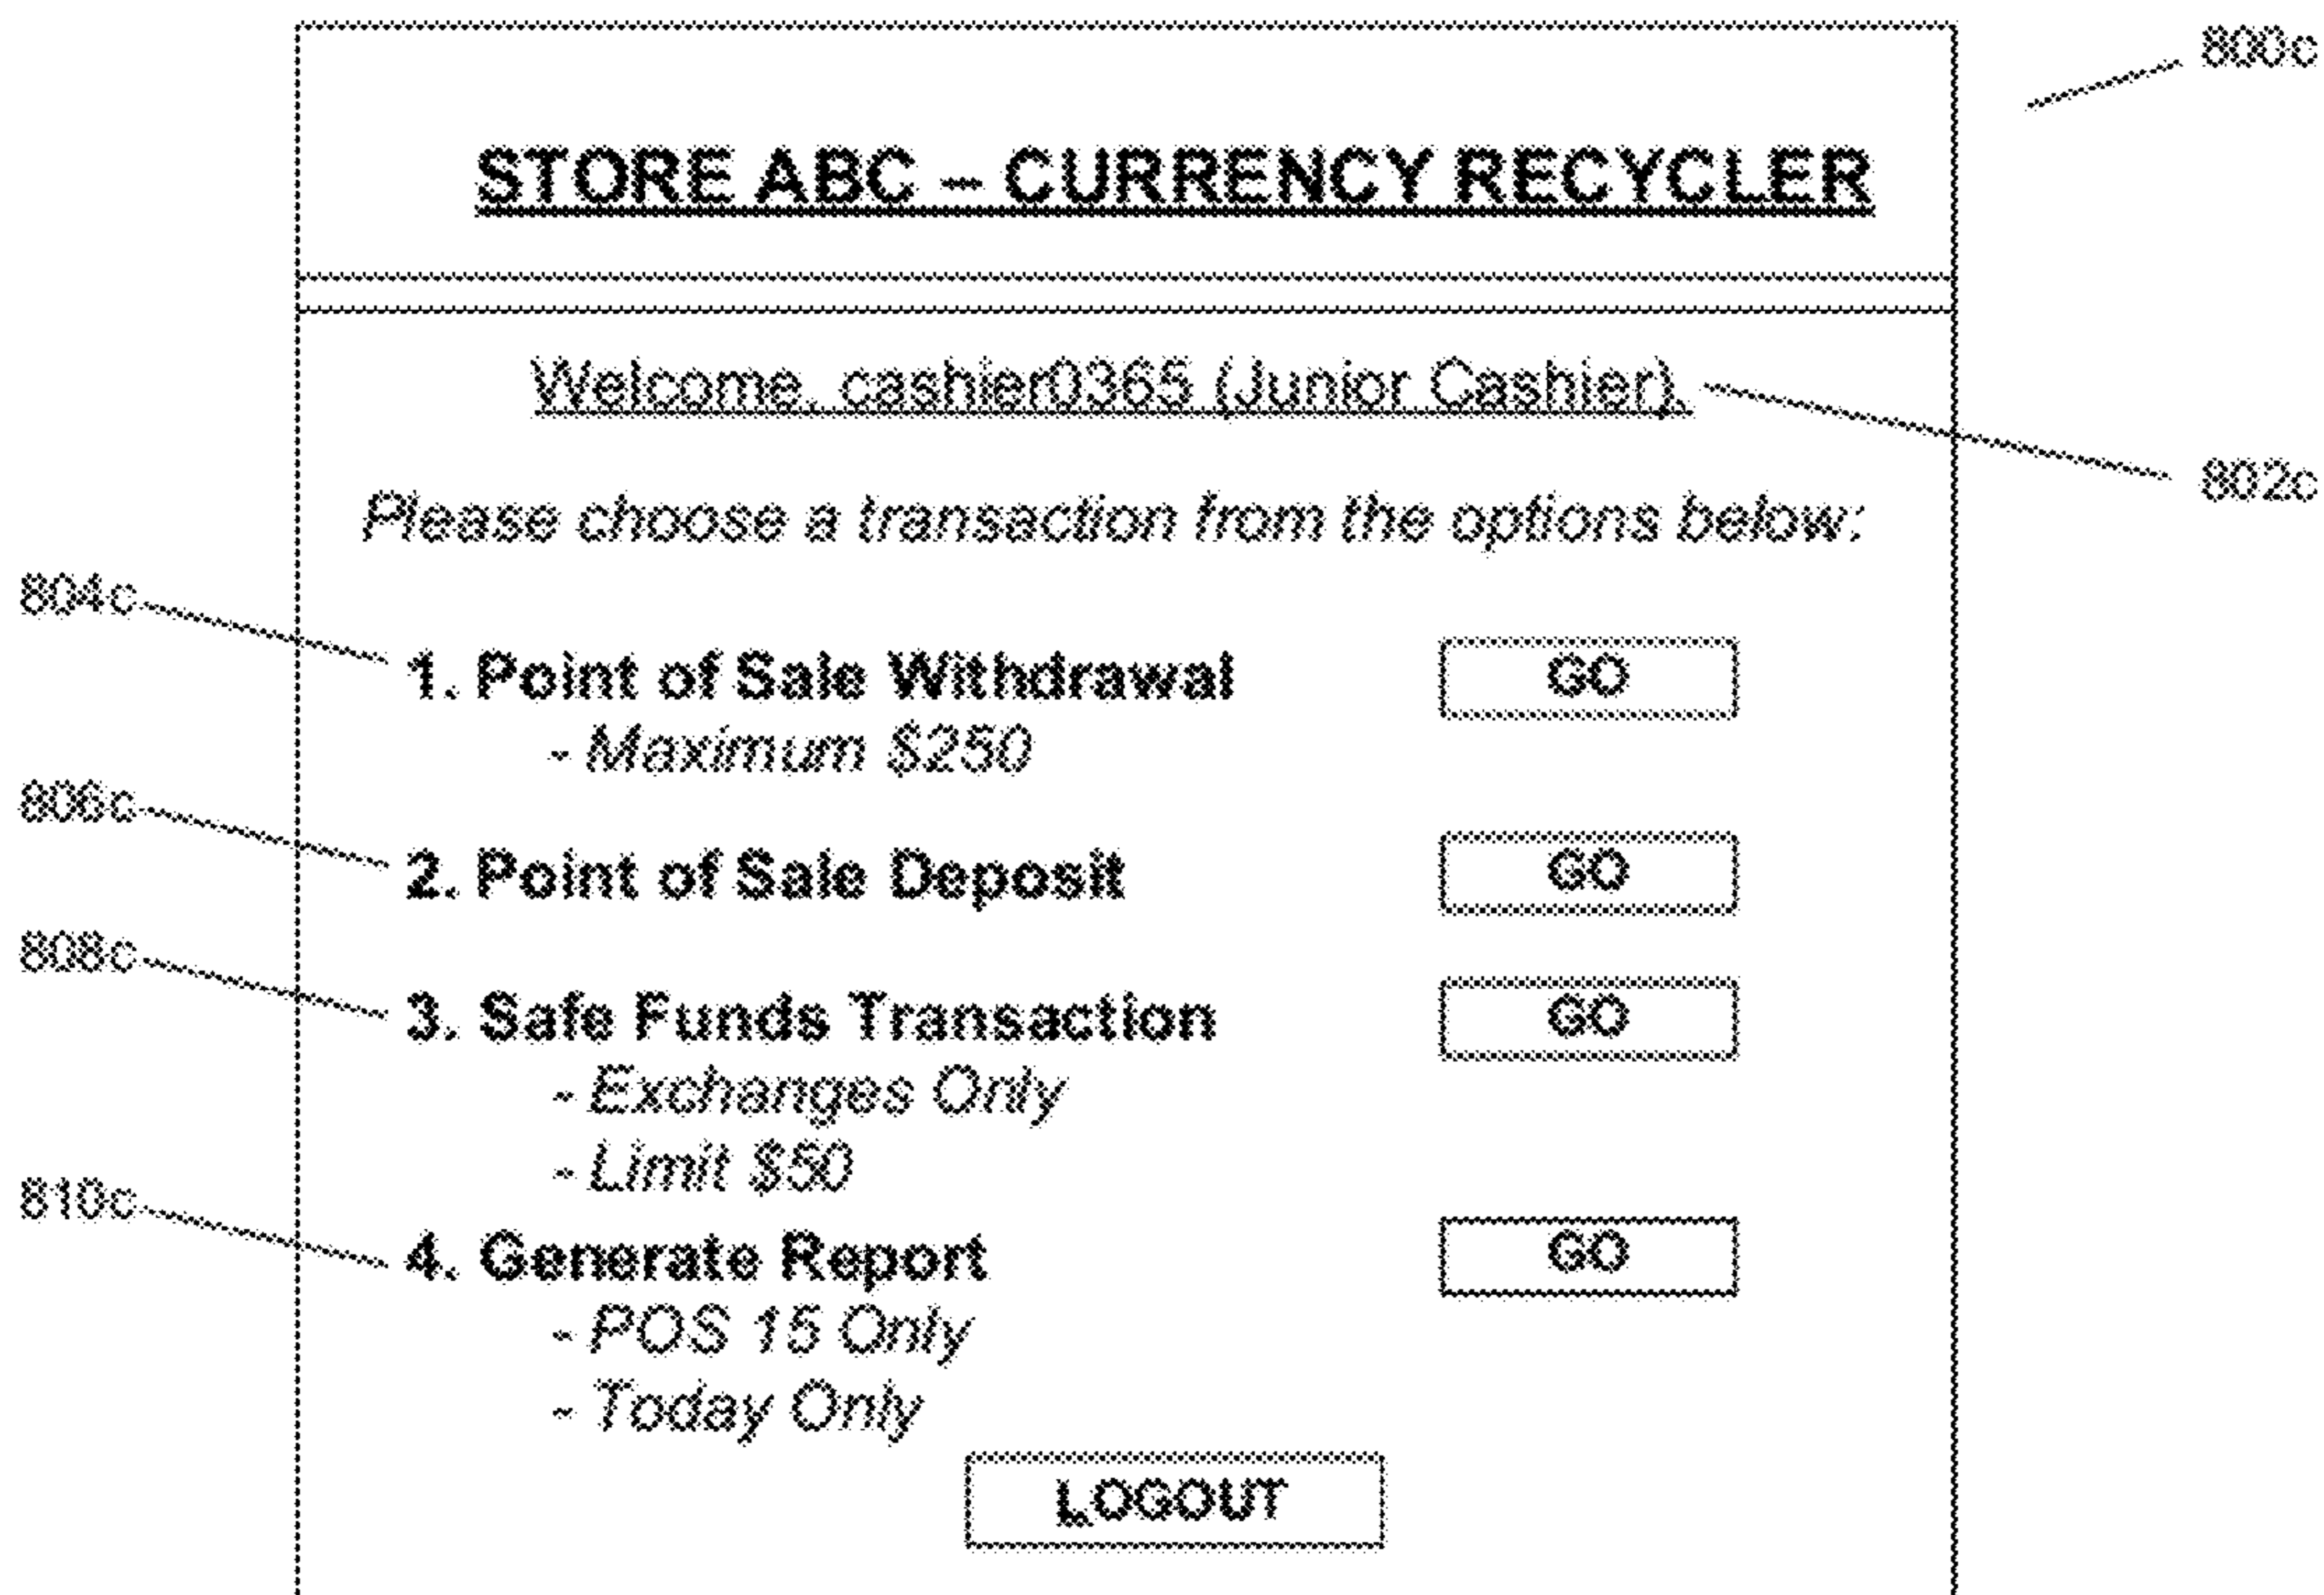 800c
STORE ABC – CURRENCY RECYCLER
Welcome, cashier0365 (Junior Cashier).
802c
Please choose a transaction from the options below:
804c
1. Point of Sale Withdrawal GO
- Maximum $250
806c
2. Point of Sale Deposit GO
808c
3. Safe Funds Transaction GO
- Exchanges Only
- Limit $50
810c
4. Generate Report GO
- POS 15 Only
- Today Only
LOGOUT